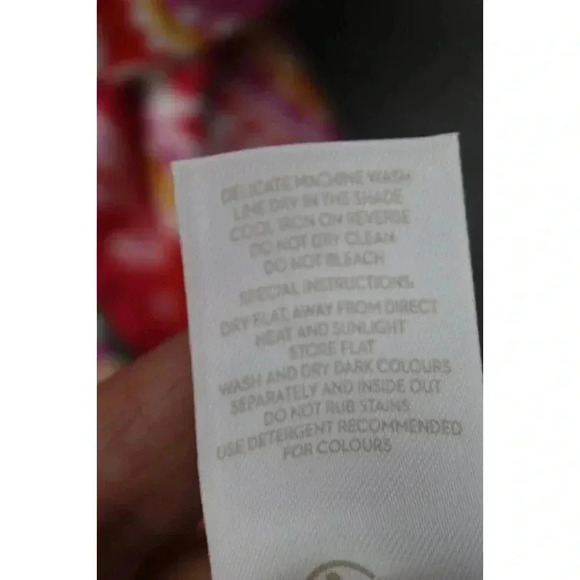 DELICATE MACHINE WASH
LINE DRY IN THE SHADE
COOL IRON ON REVERSE
DO NOT DRY CLEAN
DO NOT BLEACH
SPECIAL INSTRUCTIONS:
DRY FLAT, AWAY FROM DIRECT
HEAT AND SUNLIGHT
STORE FLAT
WASH AND DRY DARK COLOURS
SEPARATELY AND INSIDE OUT
DO NOT RUB STAINS
USE DETERGENT RECOMMENDED
FOR COLOURS